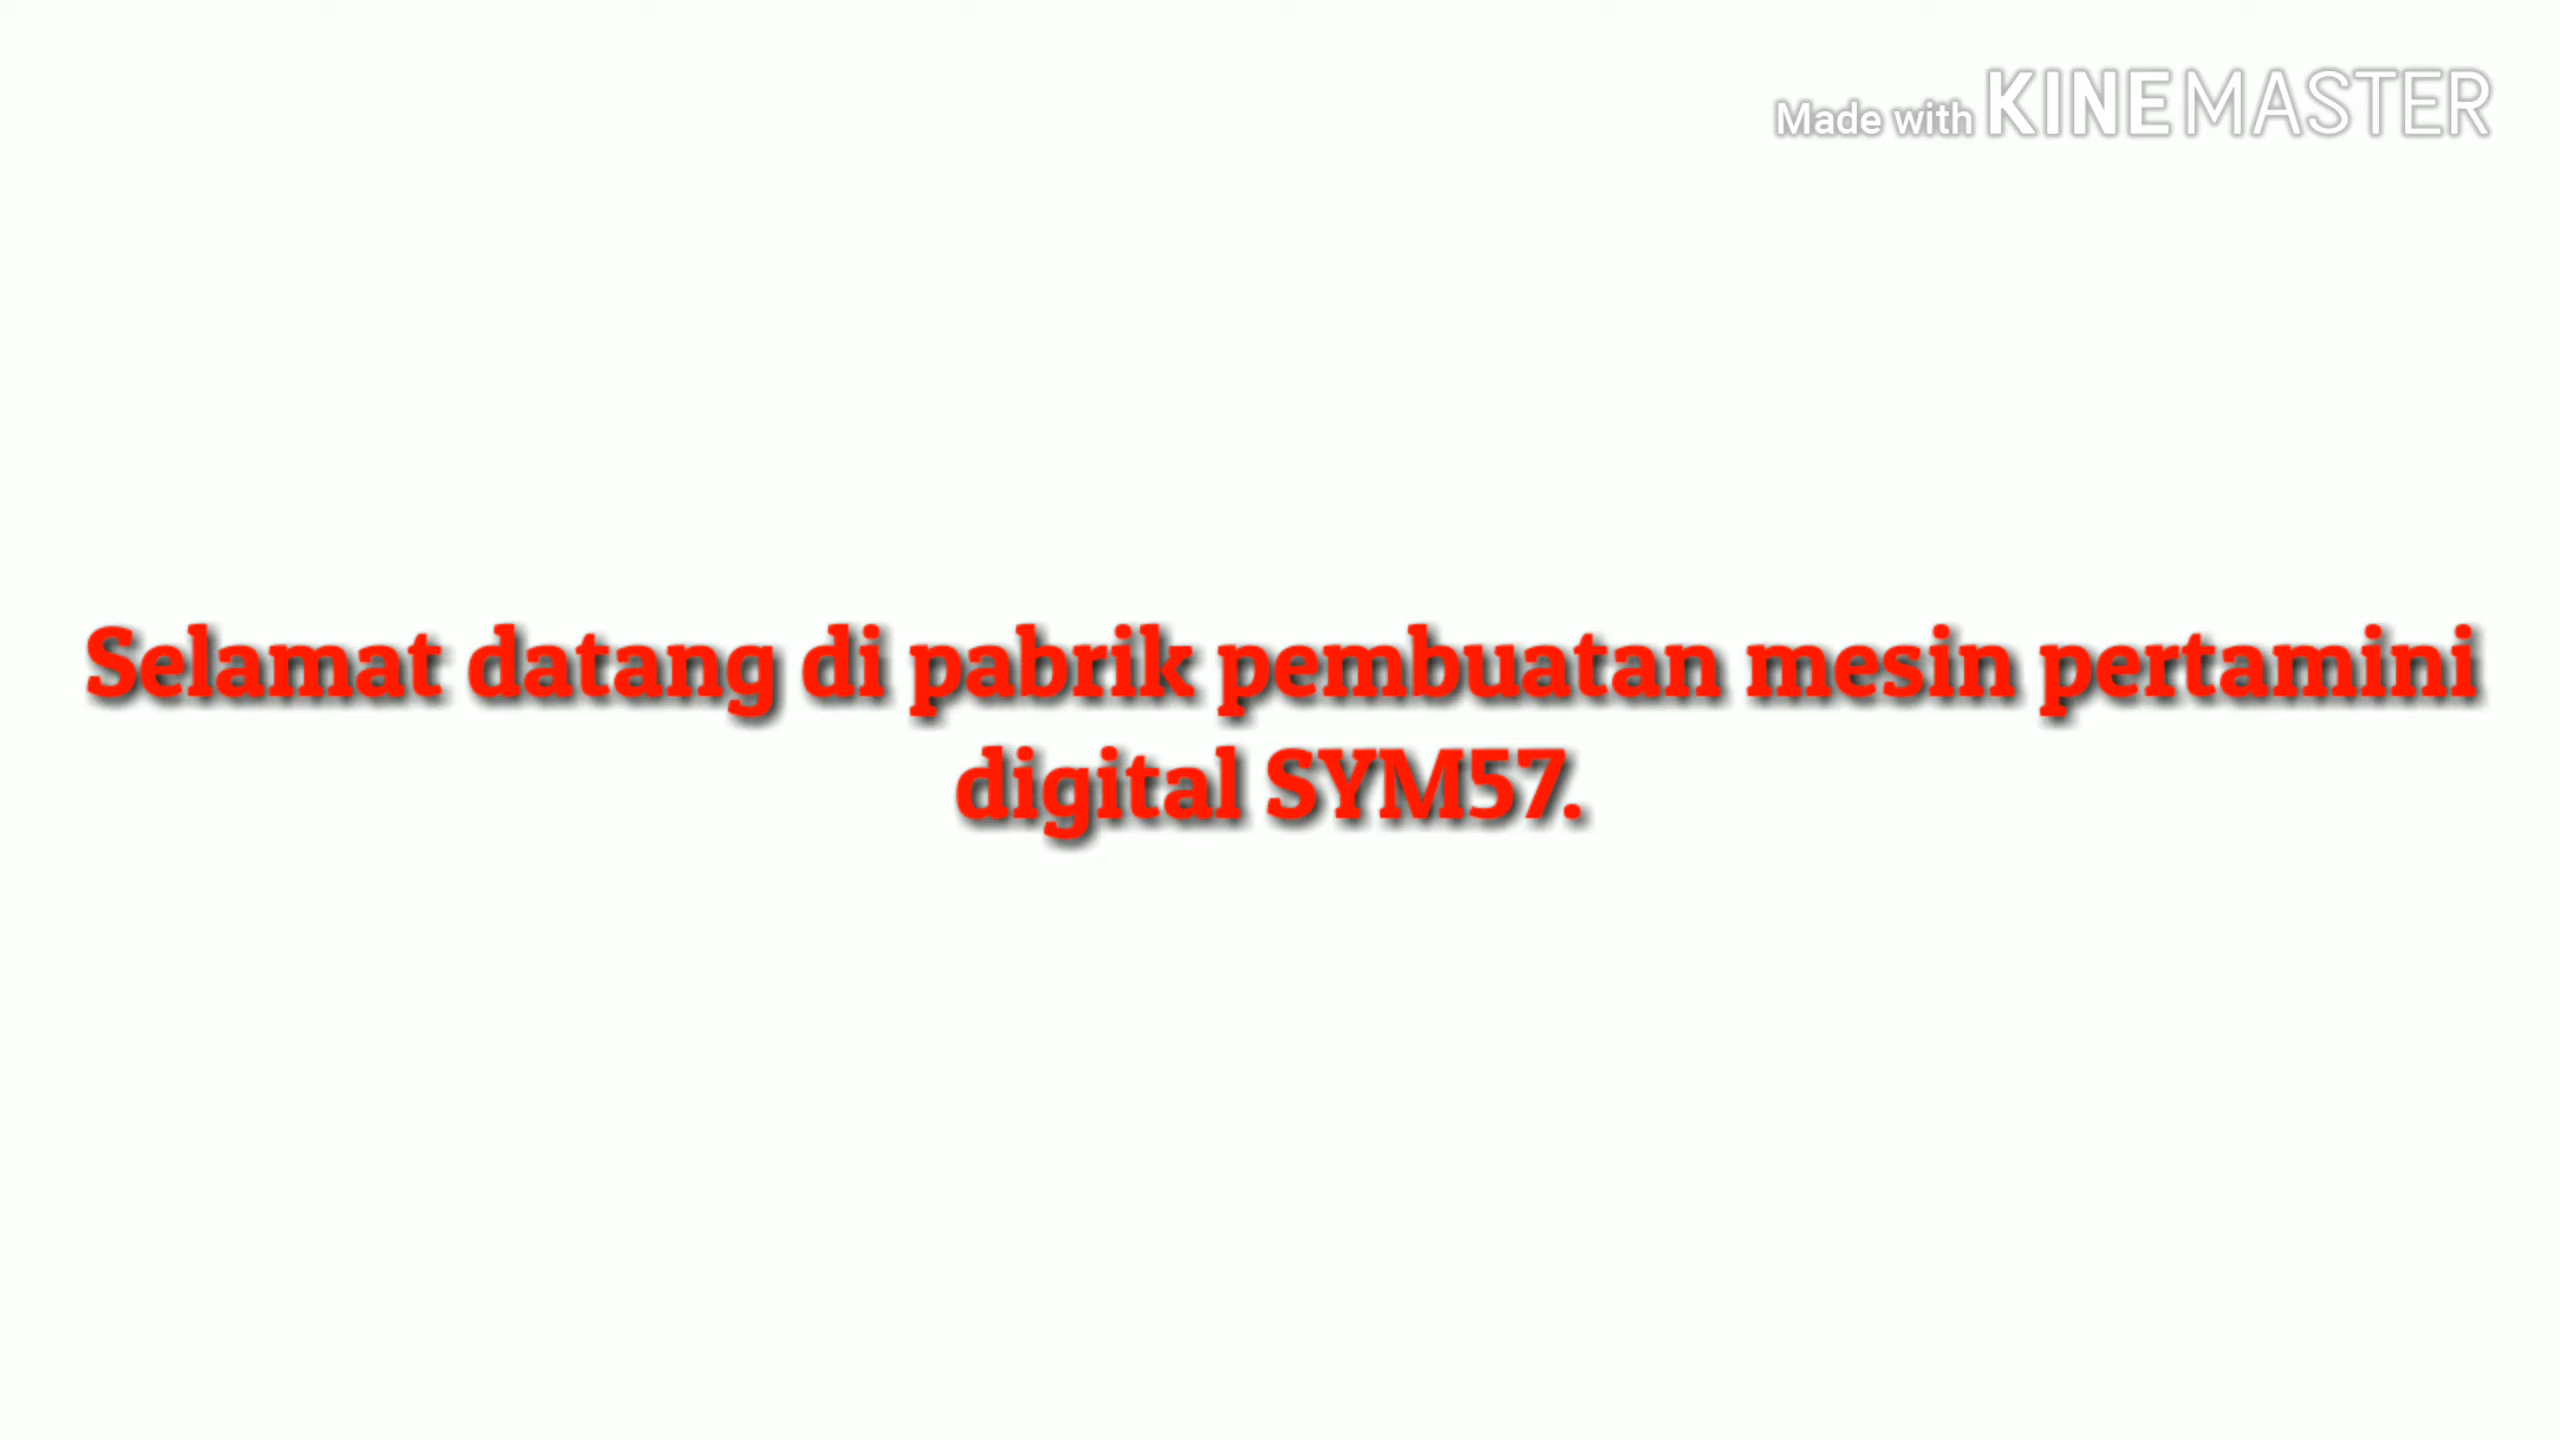 Made with KINEMASTER
Selamat datang di pabrik pembuatan mesin pertamini
digital SYM57.